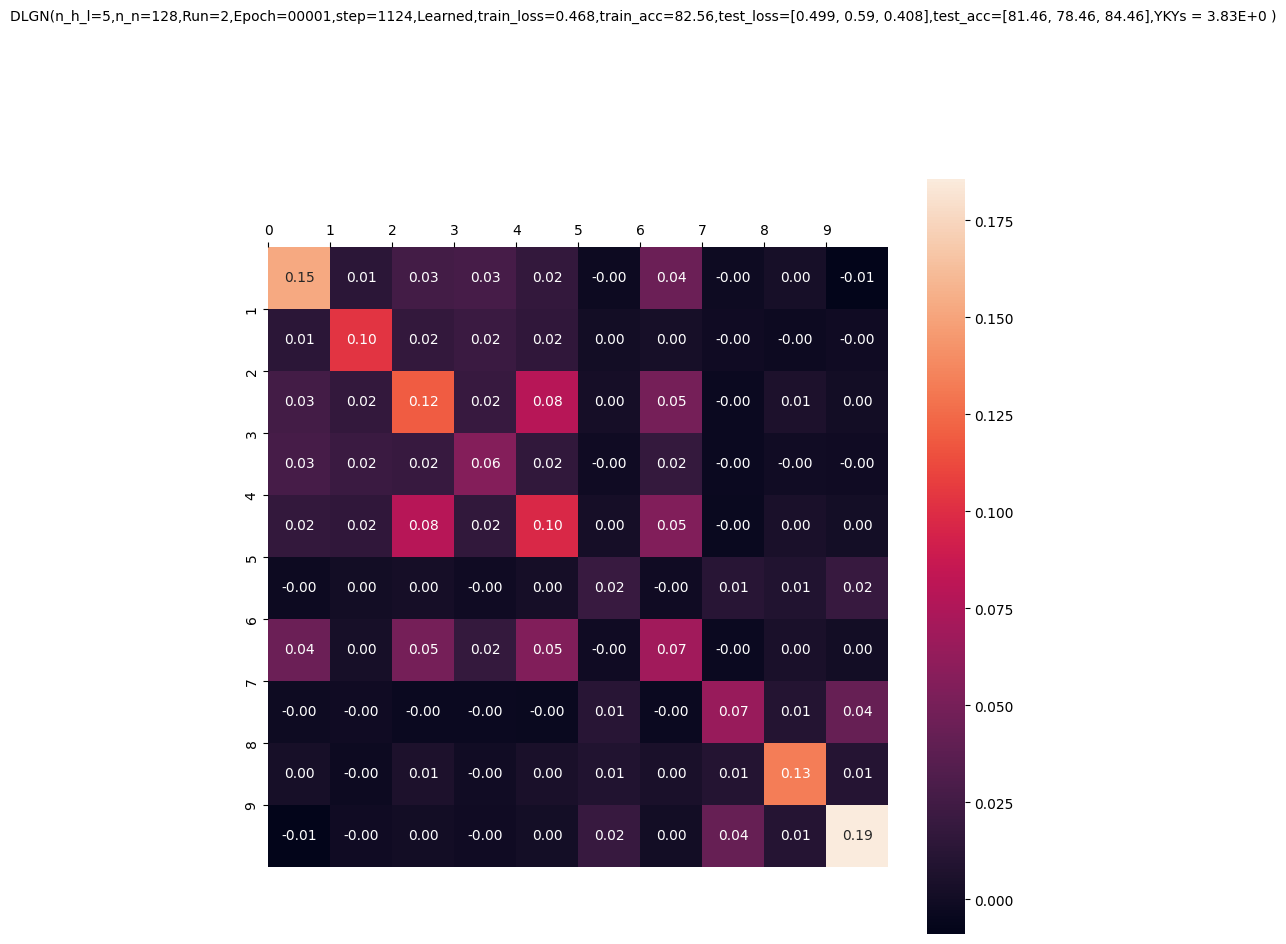 DLGN(n_h_l=5,n_n=128,Run=2,Epoch=00001,step=1124,Learned,train_loss=0.468,train_acc=82.56,test_loss=[0.499, 0.59, 0.408],test_acc=[81.46, 78.46, 84.46],YKYs = 3.83E+0 )
0 1 2 3 4 5 6 7 8 9
0.15 0.01 0.03 0.03 0.02 -0.00 0.04 -0.00 0.00 -0.01
1
0.01 0.10 0.02 0.02 0.02 0.00 0.00 -0.00 -0.00 -0.00
2
0.03 0.02 0.12 0.02 0.08 0.00 0.05 -0.00 0.01 0.00
3
0.03 0.02 0.02 0.06 0.02 -0.00 0.02 -0.00 -0.00 -0.00
4
0.02 0.02 0.08 0.02 0.10 0.00 0.05 -0.00 0.00 0.00
5
-0.00 0.00 0.00 -0.00 0.00 0.02 -0.00 0.01 0.01 0.02
6
0.04 0.00 0.05 0.02 0.05 -0.00 0.07 -0.00 0.00 0.00
7
-0.00 -0.00 -0.00 -0.00 -0.00 0.01 -0.00 0.07 0.01 0.04
8
0.00 -0.00 0.01 -0.00 0.00 0.01 0.00 0.01 0.13 0.01
9
-0.01 -0.00 0.00 -0.00 0.00 0.02 0.00 0.04 0.01 0.19
0.175
0.150
0.125
0.100
0.075
0.050
0.025
0.000